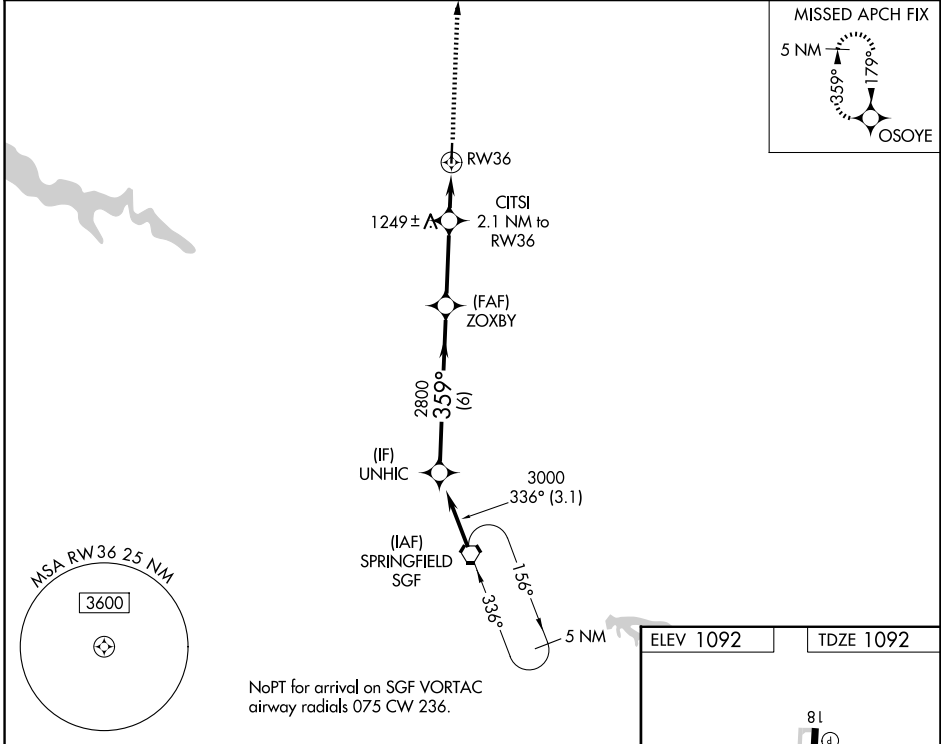 MISSED APCH FIX
5 NM
359°
179°
OSOYE
RW36
CITSI
2.1 NM to
RW36
1249 ±
(FAF)
ZOXBY
2800
359°
(6)
(IF)
UNHIC
3000
336° (3.1)
(IAF)
SPRINGFIELD
SGF
156°
336°
5 NM
MSA RW36 25 NM
3600
NoPT for arrival on SGF VORTAC
airway radials 075 CW 236.
ELEV 1092
TDZE 1092
18
P